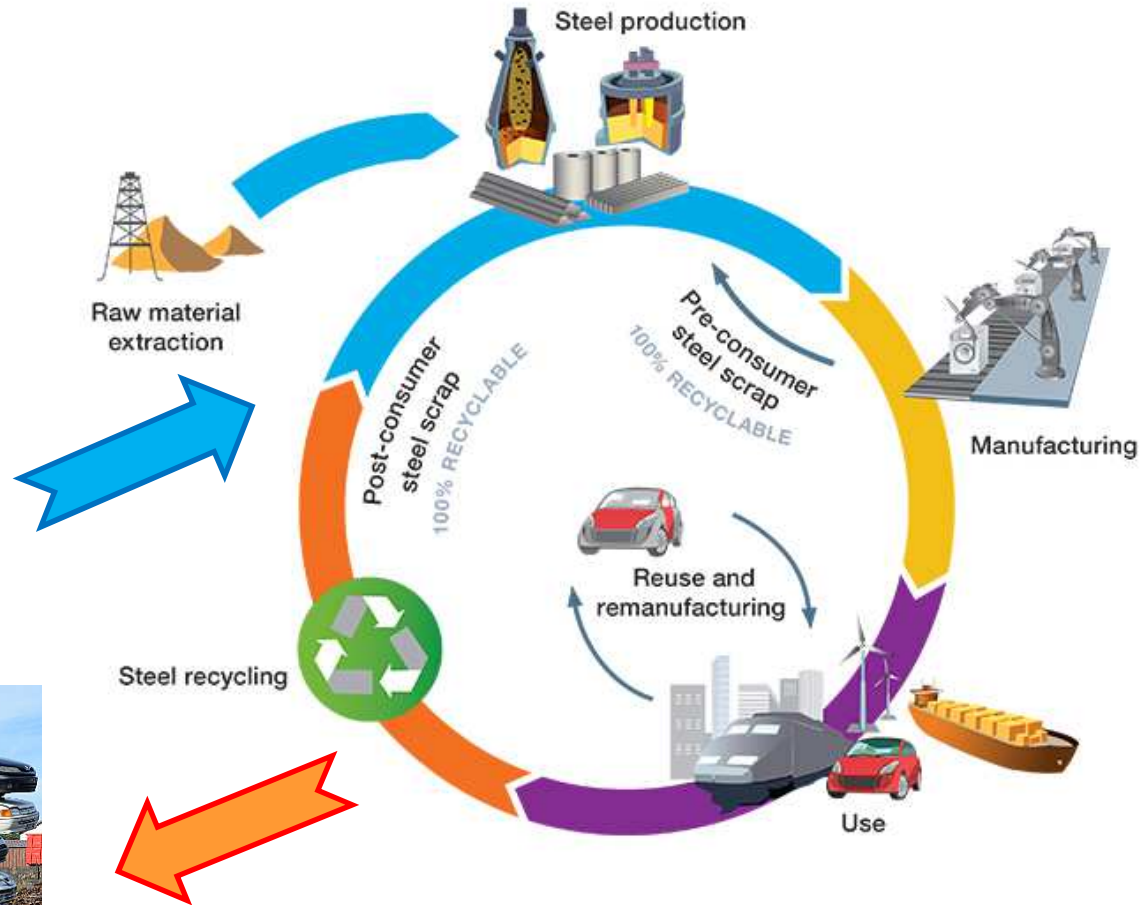 Steel production
Raw material
extraction
Post-consumer
steel scrap
100% RECYCLABLE
Pre-consumer
steel scrap
100% RECYCLABLE
Manufacturing
Reuse and
remanufacturing
Steel recycling
Use